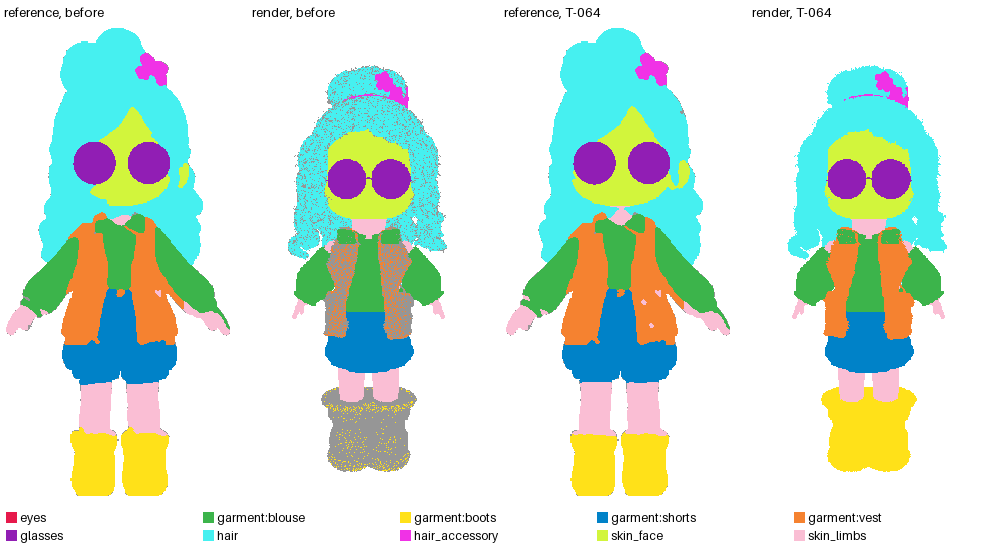 reference, before
render, before
reference, T-064
render, T-064
eyes
garment:blouse
garment:boots
garment:shorts
garment:vest
glasses
hair
hair_accessory
skin_face
skin_limbs